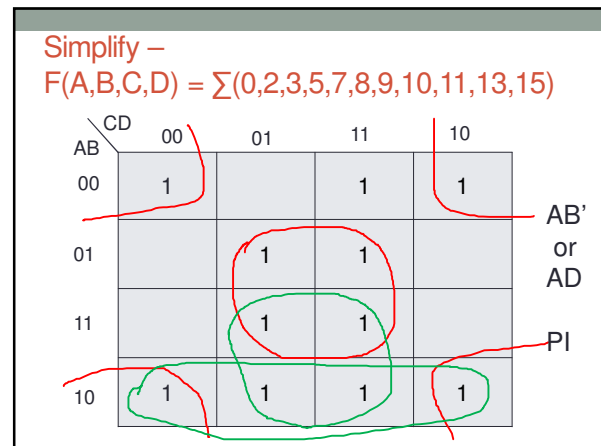 Simplify –
F(A,B,C,D) = ∑(0,2,3,5,7,8,9,10,11,13,15)
CD
AB
00 01 11 10
00 1 1 1
01 1 1
11 1 1
10 1 1 1 1
AB’
or
AD
PI